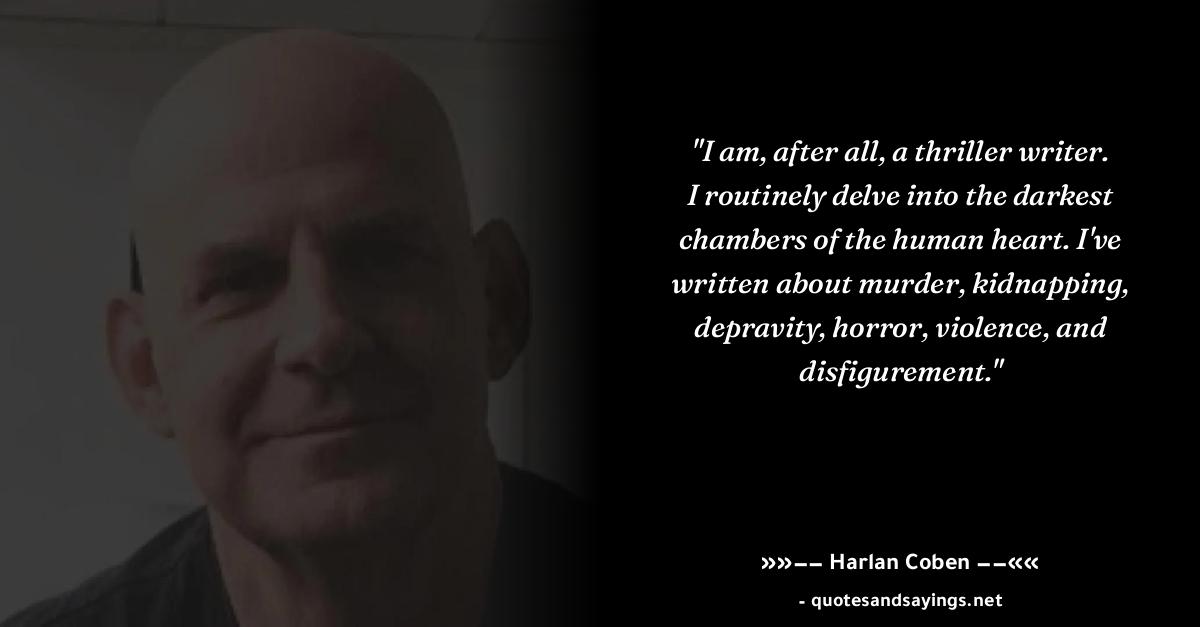 "I am, after all, a thriller writer.
I routinely delve into the darkest
chambers of the human heart. I've
written about murder, kidnapping,
depravity, horror, violence, and
disfigurement."
»»−− Harlan Coben −−««
- quotesandsayings.net